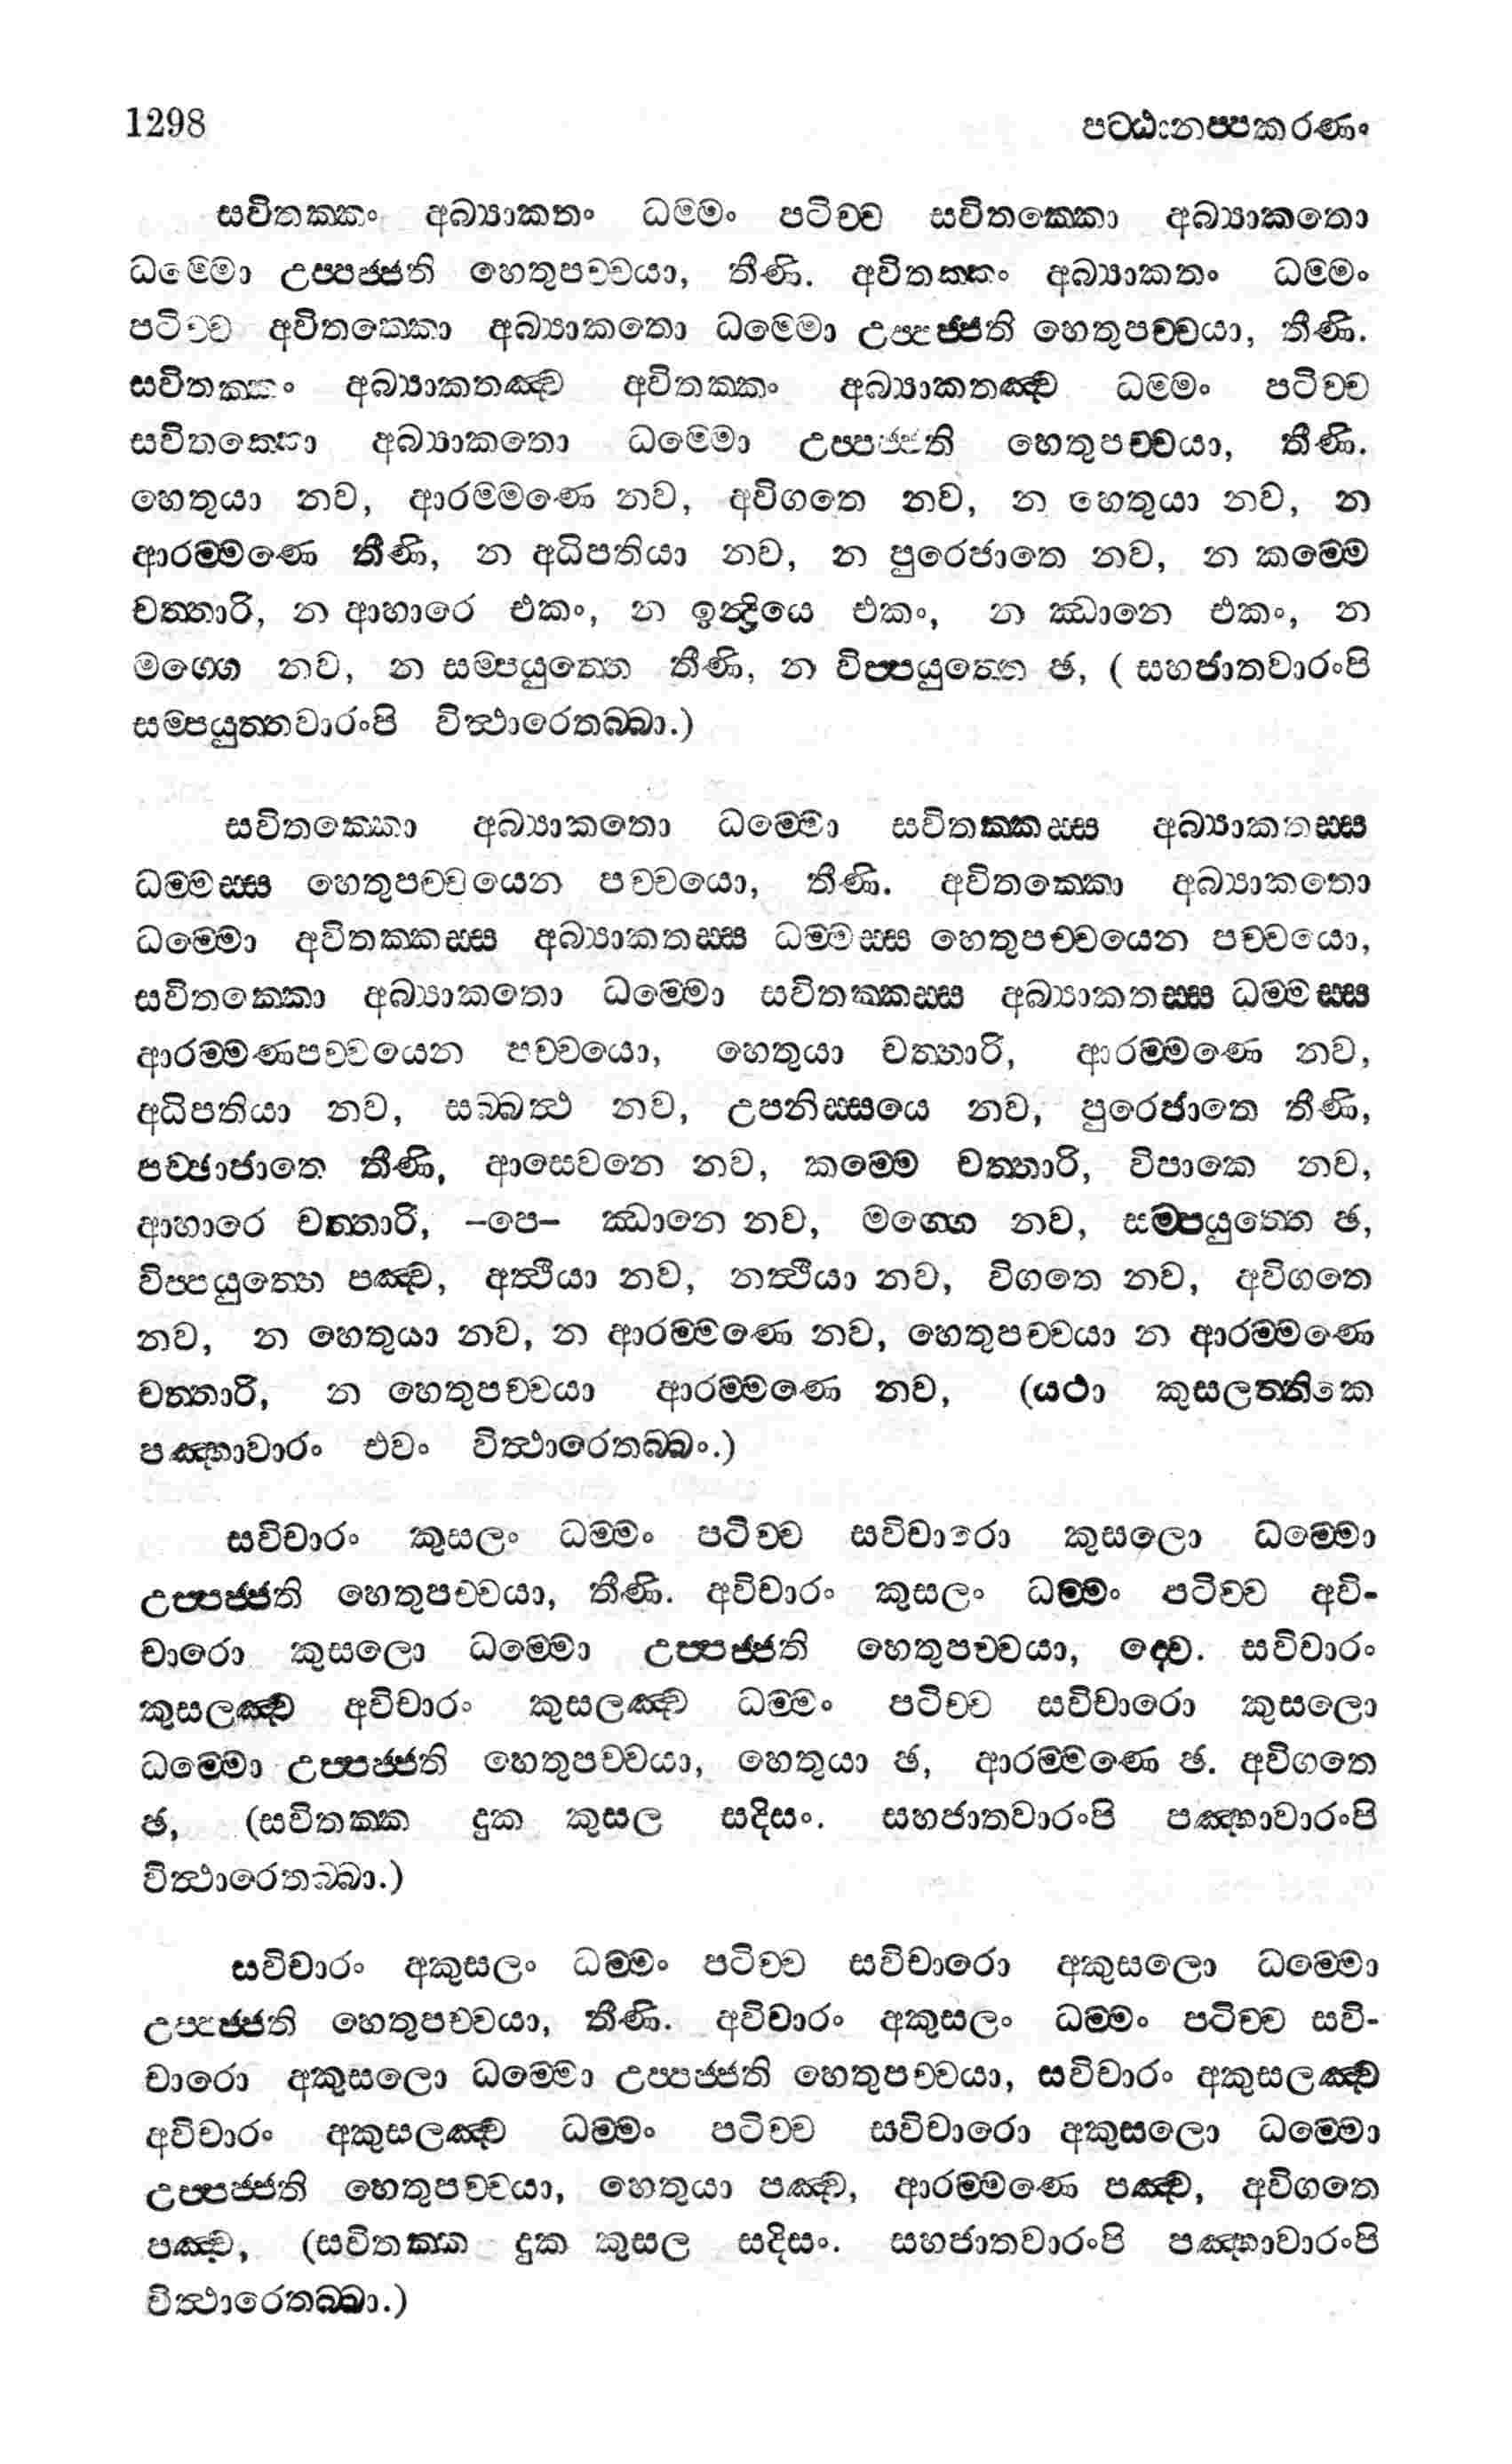 1298 පට්ඨානප්පකරණං
සවිතක්කං අබ්‍යාකතං ධම්මං පටිච්ච සවිතක්කො අබ්‍යාකතො
ධම්මො උප්පජ්ජති හෙතුපච්චයා, තීණි. අවිතක්කං අබ්‍යාකතං ධම්මං
පටිච්ච අවිතක්කො අබ්‍යාකතො ධම්මො උප්පජ්ජති හෙතුපච්චයා, තීණි.
සවිතක්කං අබ්‍යාකතඤ්ච අවිතක්කං අබ්‍යාකතඤ්ච ධම්මං පටිච්ච
සවිතක්කො අබ්‍යාකතො ධම්මො උප්පජ්ජති හෙතුපච්චයා, තීණි.
හෙතුයා නව, ආරම්මණෙ නව, අවිගතෙ නව, න හෙතුයා නව, න
ආරම්මණෙ තීණි, න අධිපතියා නව, න පුරෙජාතෙ නව, න කම්මෙ
චත්තාරි, න ආහාරෙ එකං, න ඉන්ද්‍රියෙ එකං, න ඣානෙ එකං, න
මග්ගෙ නව, න සම්පයුත්තෙ තීණි, න විප්පයුත්තෙ ඡ, ( සහජාතවාරංපි
සම්පයුත්තවාරංපි විත්ථාරෙතබ්බා.)
සවිතක්කො අබ්‍යාකතො ධම්මො සවිතක්කස්ස අබ්‍යාකතස්ස
ධම්මස්ස හෙතුපච්චයෙන පච්චයො, තීණි. අවිතක්කො අබ්‍යාකතො
ධම්මො අවිතක්කස්ස අබ්‍යාකතස්ස ධම්මස්ස හෙතුපච්චයෙන පච්චයො,
සවිතක්කො අබ්‍යාකතො ධම්මො සවිතක්කස්ස අබ්‍යාකතස්ස ධම්මස්ස
ආරම්මණපච්චයෙන පච්චයො, හෙතුයා චත්තාරි, ආරම්මණෙ නව,
අධිපතියා නව, සබ්බත්ථ නව, උපනිස්සයෙ නව, පුරෙජාතෙ තීණි,
පච්ඡාජාතෙ තීණි, ආසෙවනෙ නව, කම්මෙ චත්තාරි, විපාකෙ නව,
ආහාරෙ චත්තාරි, –පෙ– ඣානෙ නව, මග්ගෙ නව, සම්පයුත්තෙ ඡ,
විප්පයුත්තෙ පඤ්ච, අත්ථියා නව, නත්ථියා නව, විගතෙ නව, අවිගතෙ
නව, න හෙතුයා නව, න ආරම්මණෙ නව, හෙතුපච්චයා න ආරම්මණෙ
චත්තාරි, න හෙතුපච්චයා ආරම්මණෙ නව, (යථා කුසලත්තිකෙ
පඤ්හාවාරං එවං විත්ථාරෙතබ්බං.)
සවිචාරං කුසලං ධම්මං පටිච්ච සවිචාරො කුසලො ධම්මො
උප්පජ්ජති හෙතුපච්චයා, තීණි. අවිචාරං කුසලං ධම්මං පටිච්ච අවි-
චාරො කුසලො ධම්මො උප්පජ්ජති හෙතුපච්චයා, ද්වෙ. සවිචාරං
කුසලඤ්ච අවිචාරං කුසලඤ්ච ධම්මං පටිච්ච සවිචාරො කුසලො
ධම්මො උප්පජ්ජති හෙතුපච්චයා, හෙතුයා ඡ, ආරම්මණෙ ඡ. අවිගතෙ
ඡ, (සවිතක්ක දුක කුසල සදිසං. සහජාතවාරංපි පඤ්හාවාරංපි
විත්ථාරෙතබ්බා.)
සවිචාරං අකුසලං ධම්මං පටිච්ච සවිචාරො අකුසලො ධම්මො
උප්පජ්ජති හෙතුපච්චයා, තීණි. අවිචාරං අකුසලං ධම්මං පටිච්ච සවි-
චාරො අකුසලො ධම්මො උප්පජ්ජති හෙතුපච්චයා, සවිචාරං අකුසලඤ්ච
අවිචාරං අකුසලඤ්ච ධම්මං පටිච්ච සවිචාරො අකුසලො ධම්මො
උප්පජ්ජති හෙතුපච්චයා, හෙතුයා පඤ්ච, ආරම්මණෙ පඤ්ච, අවිගතෙ
පඤ්ච, (සවිතක්ක දුක කුසල සදිසං. සහජාතවාරංපි පඤ්හාවාරංපි
විත්ථාරෙතබ්බා.)